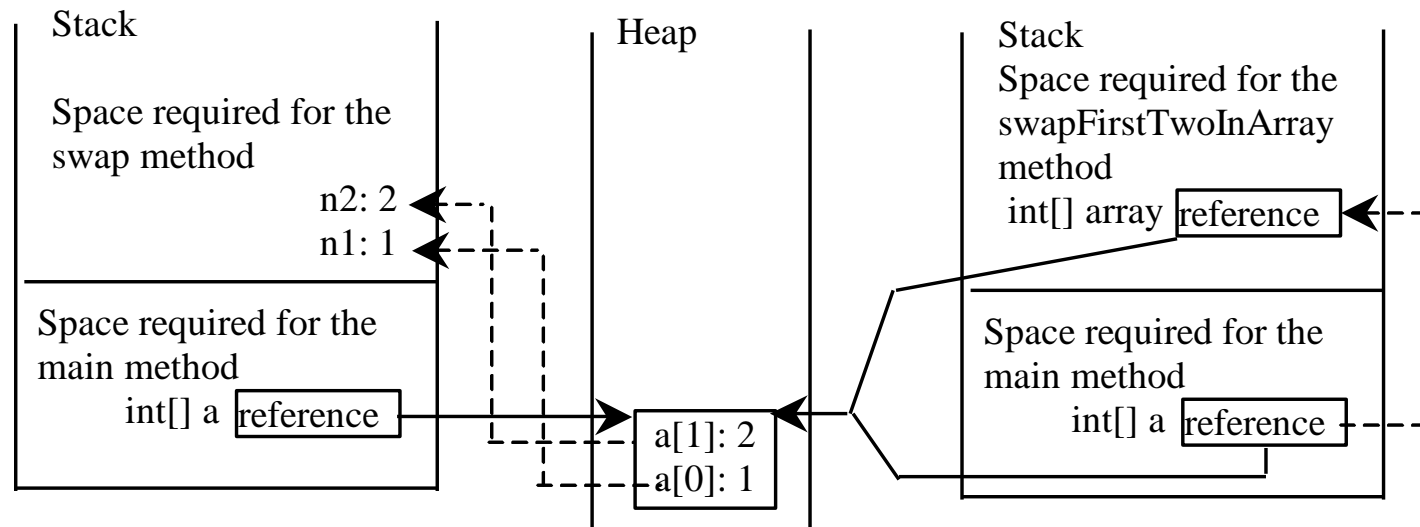 Stack
Space required for the
swap method
n2: 2
n1: 1
Space required for the
main method
int[] a reference
Heap
a[1]: 2
a[0]: 1
Stack
Space required for the
swapFirstTwoInArray
method
int[] array reference
Space required for the
main method
int[] a reference